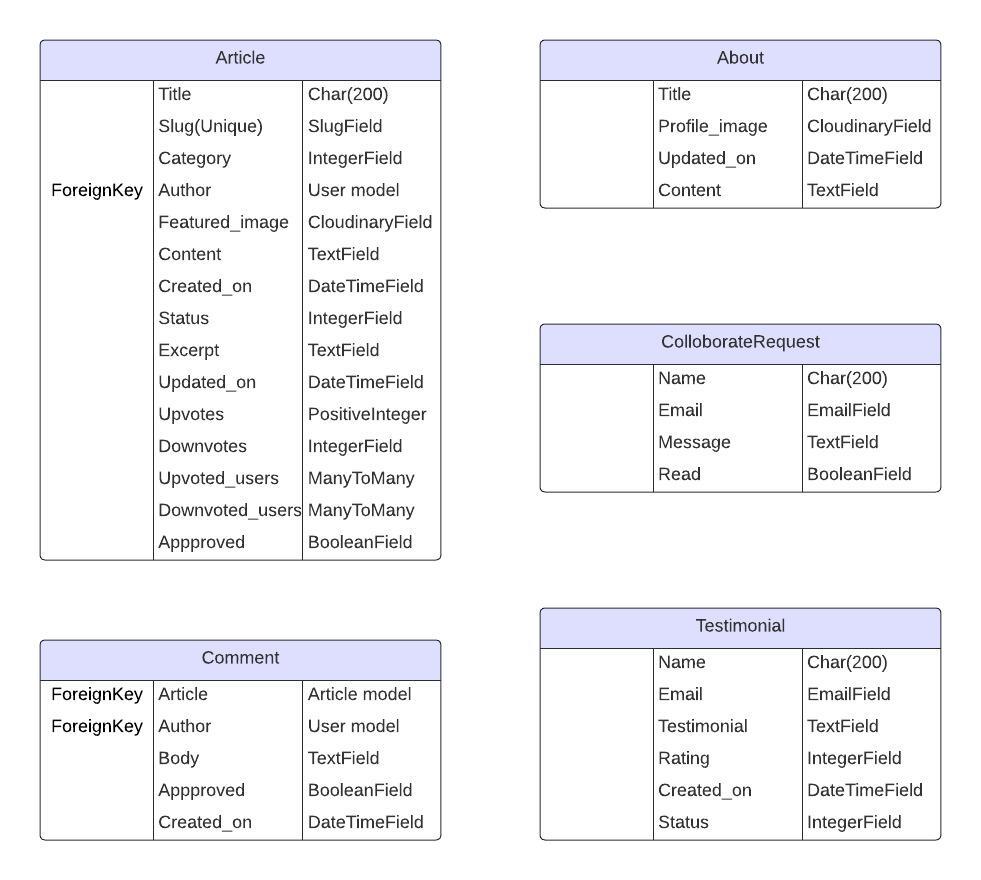 Article
Title Char(200)
Slug(Unique) SlugField
Category IntegerField
ForeignKey Author User model
Featured_image CloudinaryField
Content TextField
Created_on DateTimeField
Status IntegerField
Excerpt TextField
Updated_on DateTimeField
Upvotes PositiveInteger
Downvotes IntegerField
Upvoted_users ManyToMany
Downvoted_users ManyToMany
Appproved BooleanField
Comment
ForeignKey Article Article model
ForeignKey Author User model
Body TextField
Appproved BooleanField
Created_on DateTimeField
About
Title Char(200)
Profile_image CloudinaryField
Updated_on DateTimeField
Content TextField
ColloborateRequest
Name Char(200)
Email EmailField
Message TextField
Read BooleanField
Testimonial
Name Char(200)
Email EmailField
Testimonial TextField
Rating IntegerField
Created_on DateTimeField
Status IntegerField